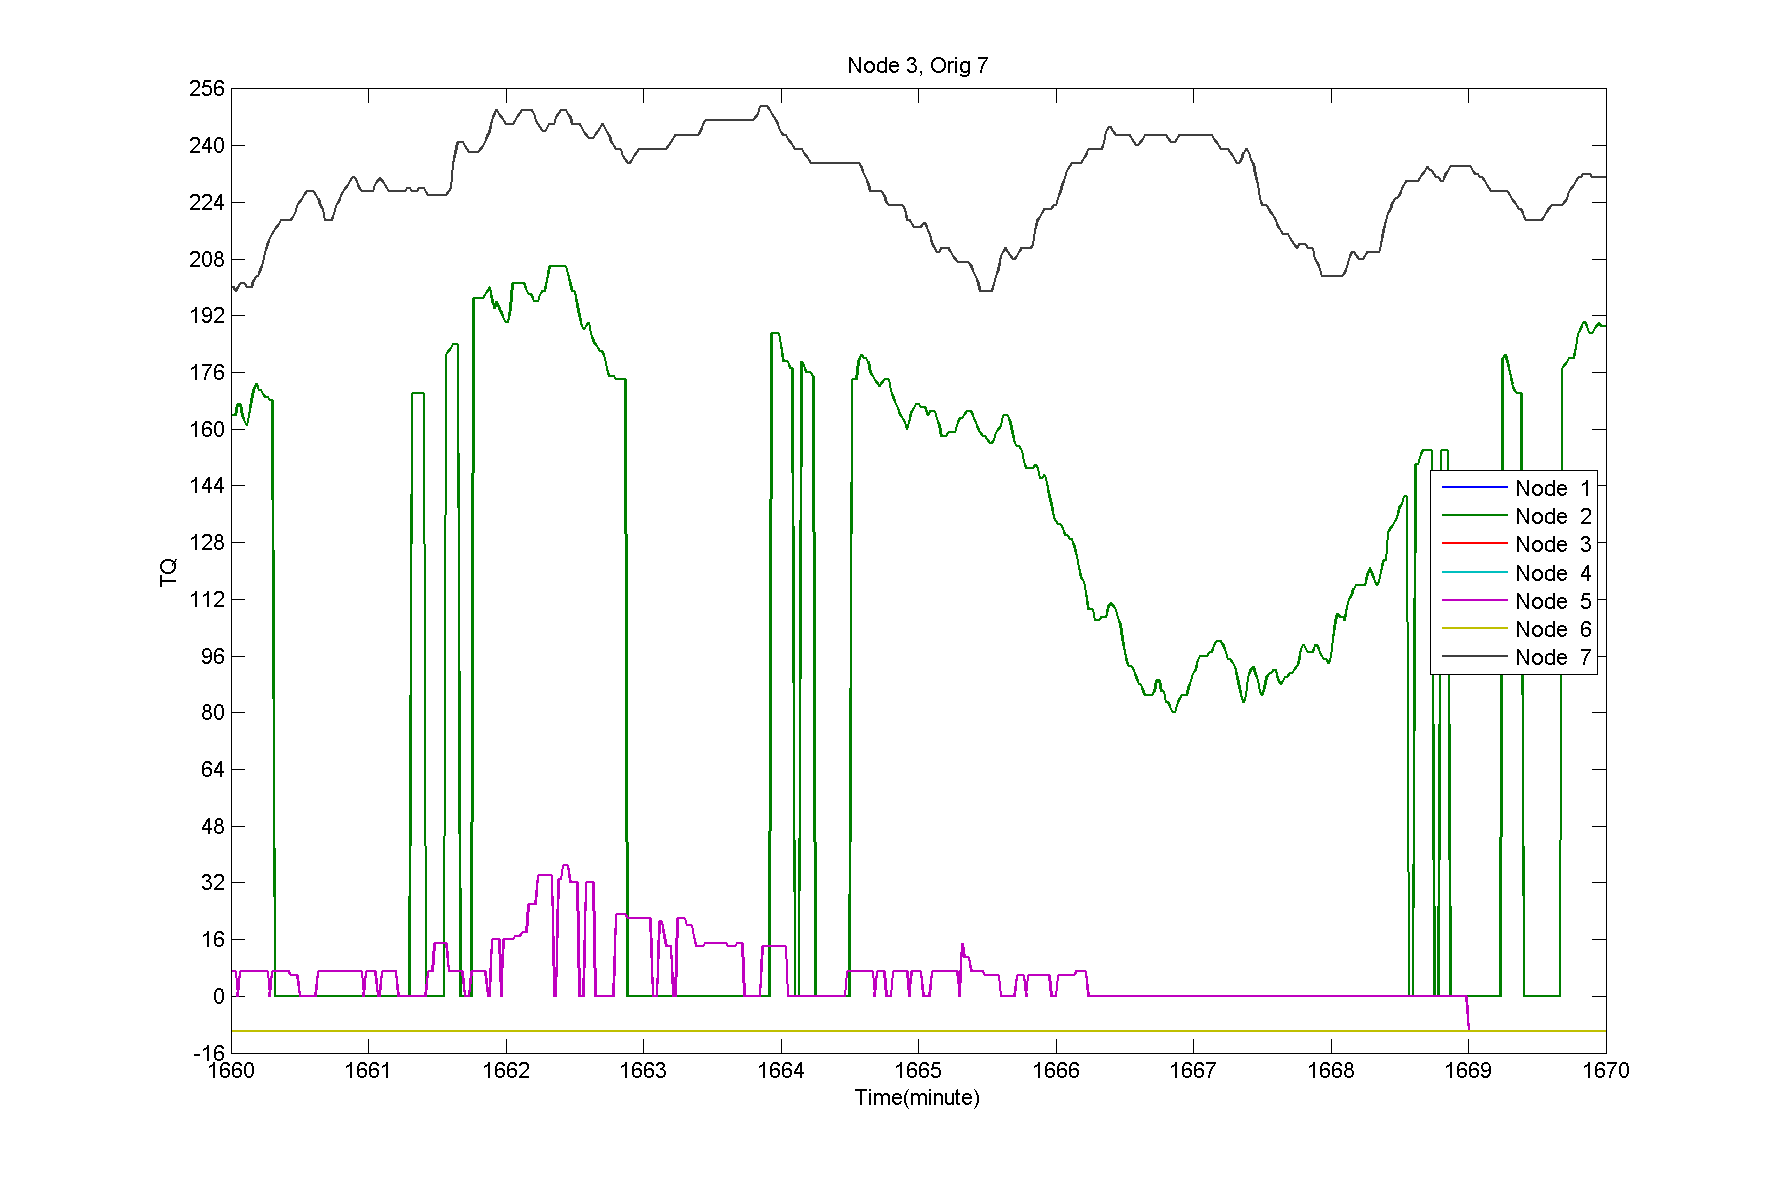 Node 3, Orig 7
256
240
224
208
192
176
160
144
128
112
96
80
64
48
32
16
0
-16
TQ
Node 1
Node 2
Node 3
Node 4
Node 5
Node 6
Node 7
1660 1661 1662 1663 1664 1665 1666 1667 1668 1669 1670
Time(minute)